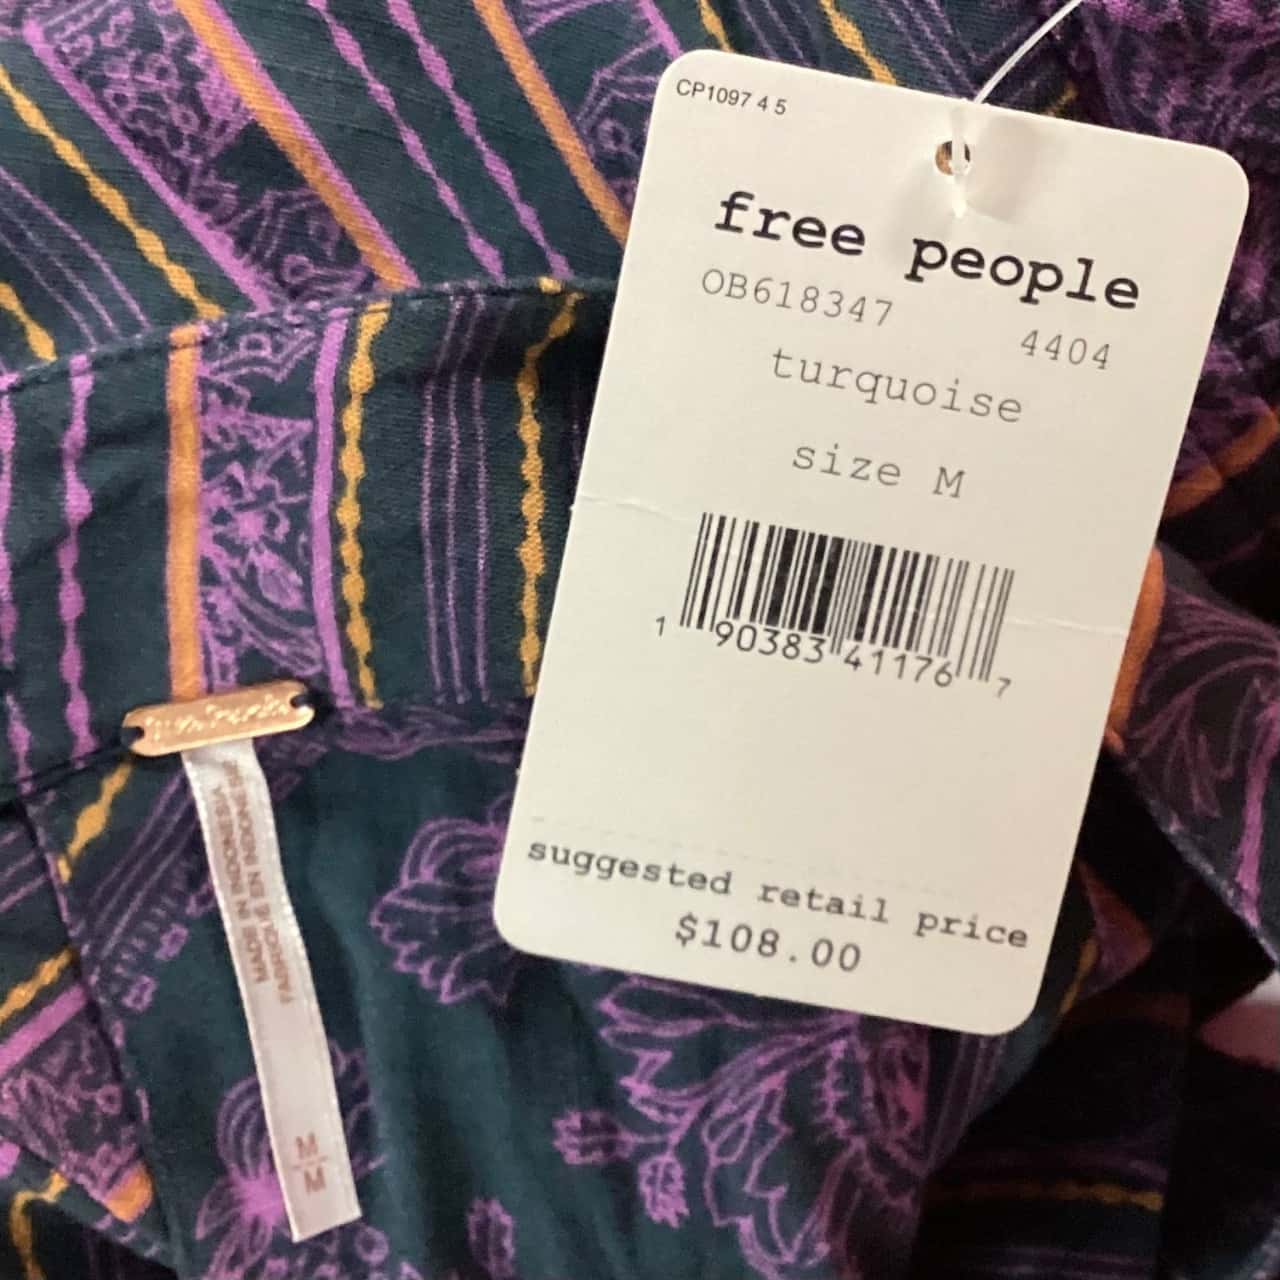 CP1097 4 5
free people
OB618347 4404
turquoise
size M
1 90383 41176 7
suggested retail price
$108.00
MADE IN INDONESIA
FABRIQUÉ EN INDONÉSIE
M
M